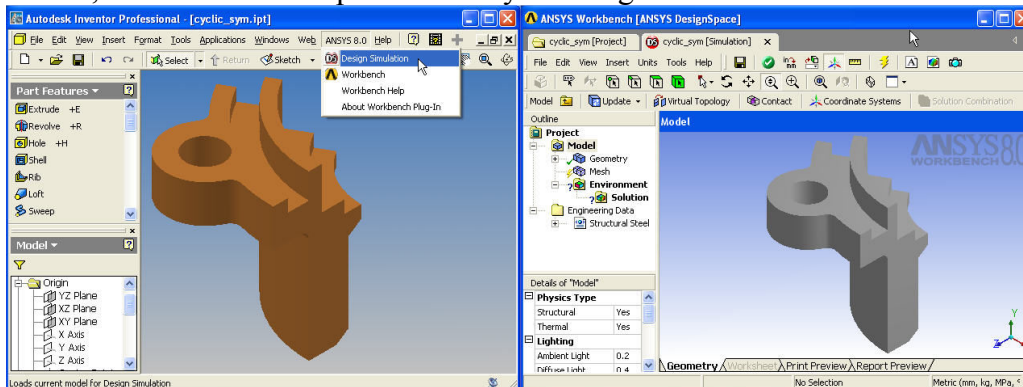 Autodesk Inventor Professional - [cyclic_sym.ipt]
File Edit View Insert Format Tools Applications Windows Web ANSYS 8.0 Help
Select Return Sketch
Design Simulation
Workbench
Workbench Help
About Workbench Plug-In
Part Features
Extrude +E
Revolve +R
Hole +H
Shell
Rib
Loft
Sweep
Model
Origin
YZ Plane
XZ Plane
XY Plane
X Axis
Y Axis
Z Axis
Loads current model for Design Simulation
ANSYS Workbench [ANSYS DesignSpace]
cyclic_sym [Project] cyclic_sym [Simulation]
File Edit View Insert Units Tools Help
Model Update Virtual Topology Contact Coordinate Systems Solution Combination
Outline
Project
Model
Geometry
Mesh
Environment
Solution
Engineering Data
Structural Steel
Details of "Model"
Physics Type
Structural Yes
Thermal Yes
Lighting
Ambient Light 0.2
Diffuse Light 0.4
Model
ANSYS 8.0
WORKBENCH
Y
Z
Geometry Worksheet Print Preview Report Preview
No Selection Metric (mm, kg, MPa, °